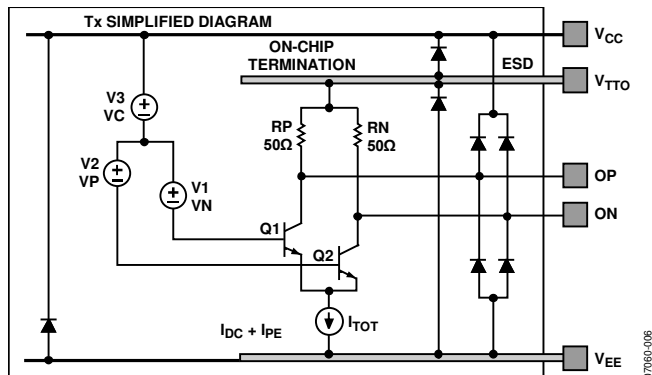 Tx SIMPLIFIED DIAGRAM
ON-CHIP
TERMINATION
ESD
VCC
VTTO
V3
VC
RP
50Ω
RN
50Ω
V2
VP
V1
VN
OP
ON
Q1
Q2
IDC + IPE
ITOT
VEE
07060-006